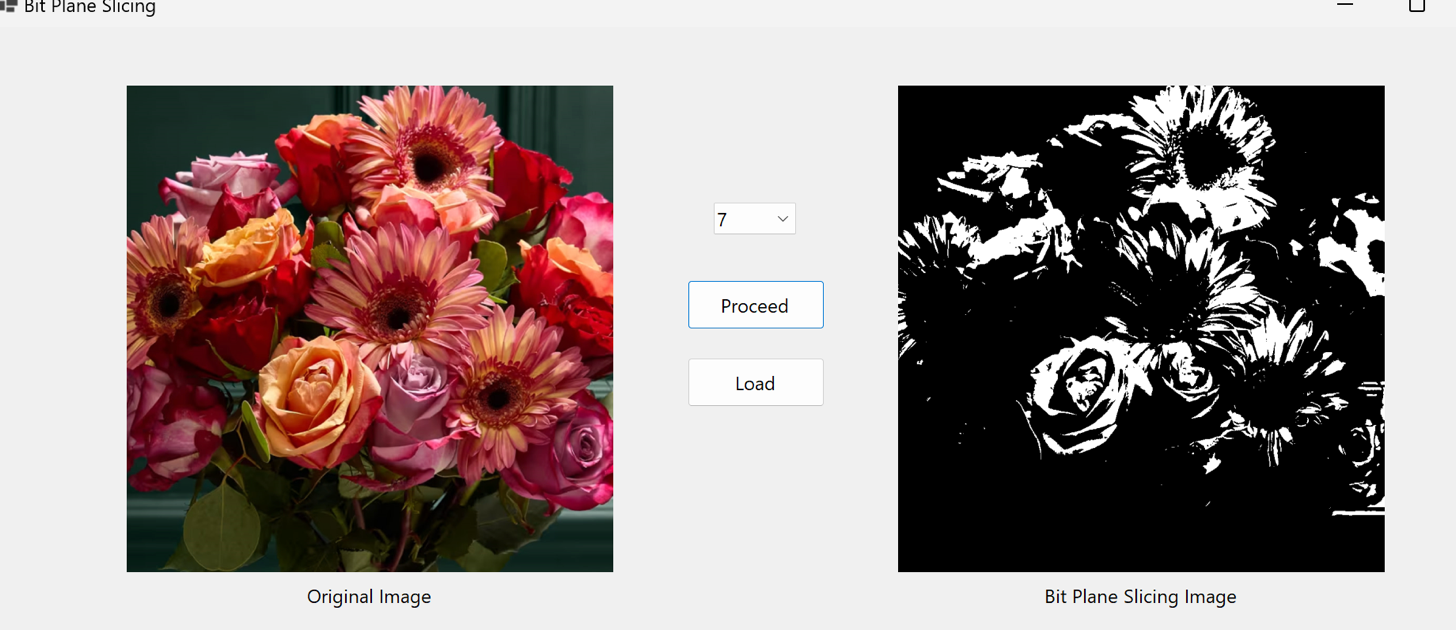 Bit Plane Slicing
7
Proceed
Load
Original Image
Bit Plane Slicing Image